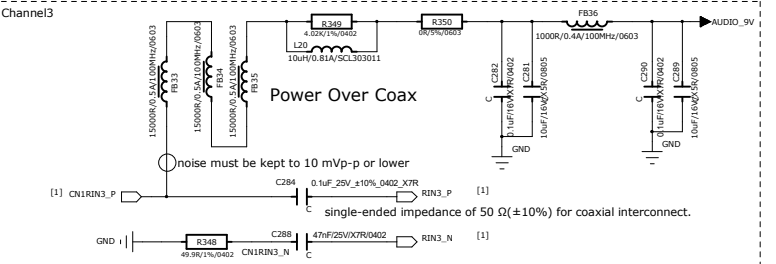 Channel3
R349
4.02K/1%/0402
L20
10uH/0.81A/SCL303011
R350
0R/5%/0603
FB36
1000R/0.4A/100MHz/0603
AUDIO_9V
15000R/0.5A/100MHz/0603
FB33
15000R/0.5A/100MHz/0603
FB34
15000R/0.5A/100MHz/0603
FB35
Power Over Coax
C282
C
0.1uF/16V/X7R/0402
C281
10uF/16V/X5R/0805
GND
C290
C
0.1uF/16V/X7R/0402
C289
10uF/16V/X5R/0805
GND
noise must be kept to 10 mVp-p or lower
[1] CN1RIN3_P
C284
0.1uF_25V_±10%_0402_X7R
C
RIN3_P
[1]
single-ended impedance of 50 Ω(±10%) for coaxial interconnect.
GND
R348
49.9R/1%/0402
CN1RIN3_N
C288
47nF/25V/X7R/0402
C
RIN3_N
[1]